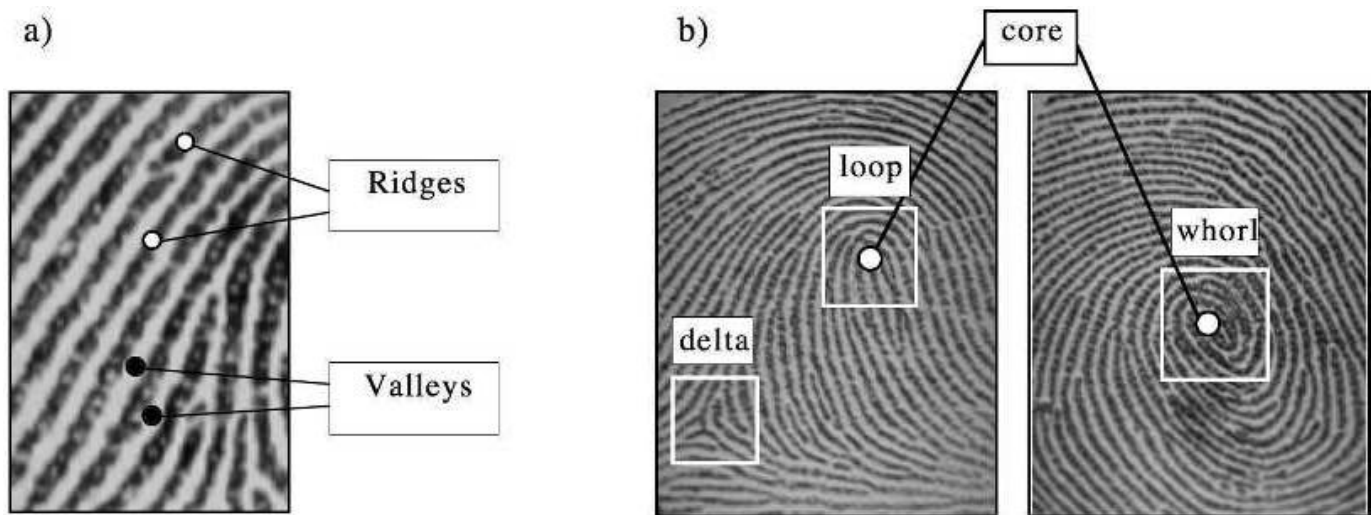 a)
Ridges
Valleys
b)
core
loop
whorl
delta